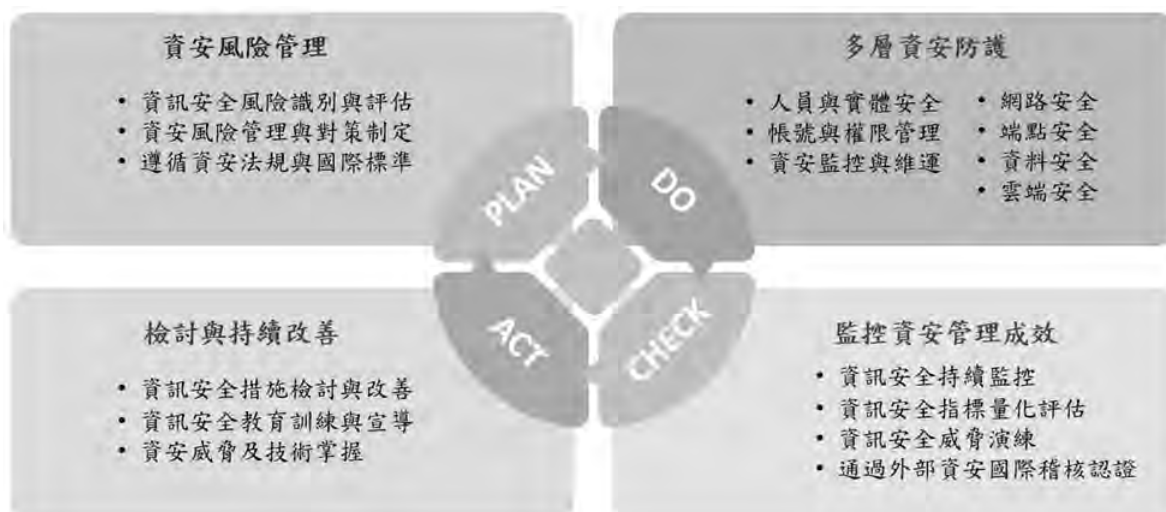 資安風險管理
• 資訊安全風險識別與評估
• 資安風險管理與對策制定
• 遵循資安法規與國際標準
多層資安防護
• 人員與實體安全
• 帳號與權限管理
• 資安監控與維運
• 網路安全
• 端點安全
• 資料安全
• 雲端安全
PLAN
DO
ACT
CHECK
檢討與持續改善
• 資訊安全措施檢討與改善
• 資訊安全教育訓練與宣導
• 資安威脅及技術掌握
監控資安管理成效
• 資訊安全持續監控
• 資訊安全指標量化評估
• 資訊安全威脅演練
• 通過外部資安國際稽核認證